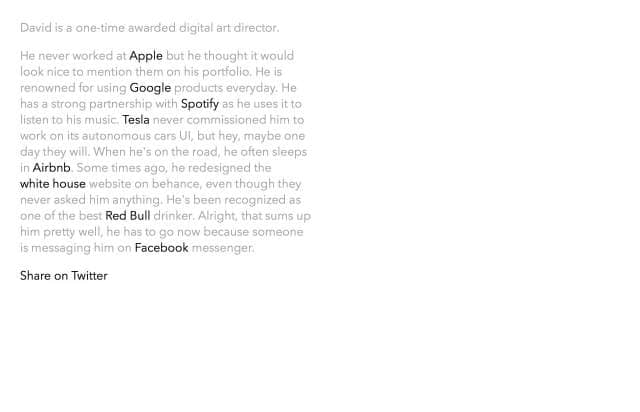 David is a one-time awarded digital art director.
He never worked at Apple but he thought it would
look nice to mention them on his portfolio. He is
renowned for using Google products everyday. He
has a strong partnership with Spotify as he uses it to
listen to his music. Tesla never commissioned him to
work on its autonomous cars UI, but hey, maybe one
day they will. When he's on the road, he often sleeps
in Airbnb. Some times ago, he redesigned the
white house website on behance, even though they
never asked him anything. He's been recognized as
one of the best Red Bull drinker. Alright, that sums up
him pretty well, he has to go now because someone
is messaging him on Facebook messenger.
Share on Twitter